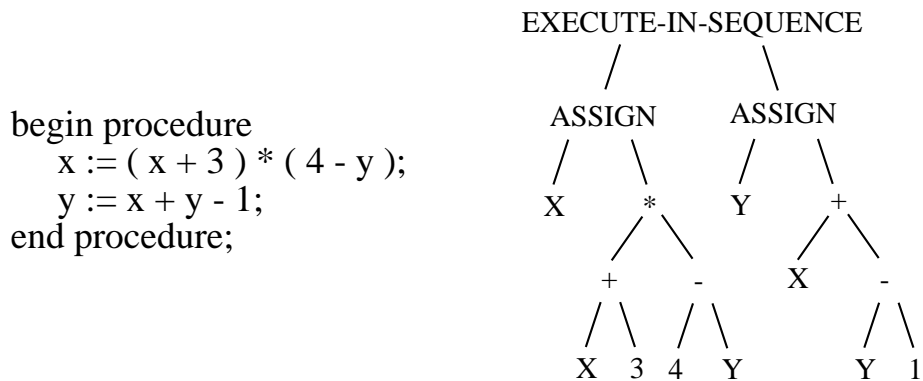 begin procedure
x := ( x + 3 ) * ( 4 - y );
y := x + y - 1;
end procedure;
EXECUTE-IN-SEQUENCE
ASSIGN ASSIGN
X * Y +
+ - X -
X 3 4 Y Y 1